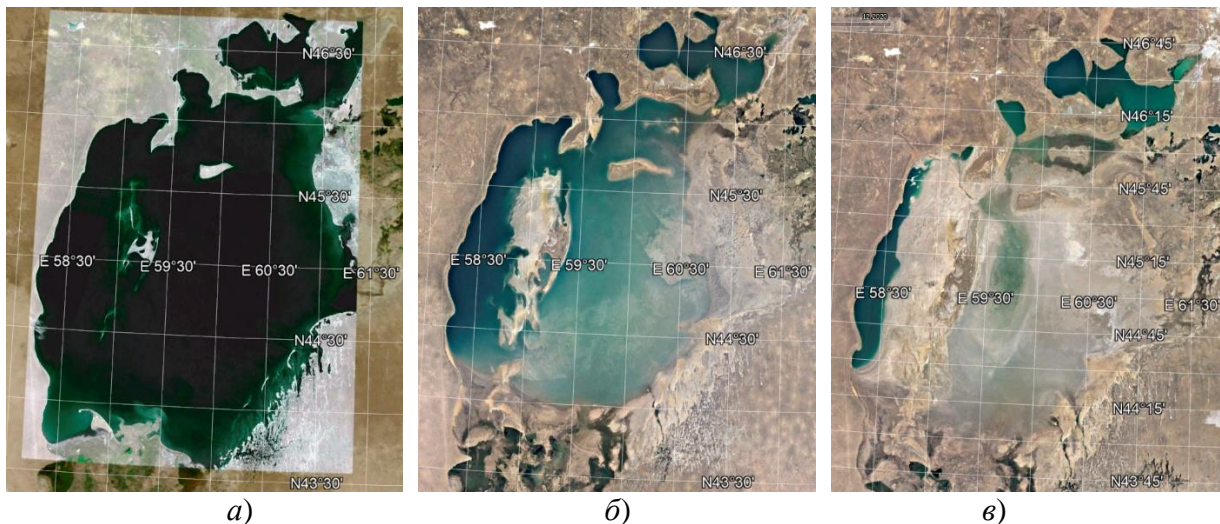 N46°30'
N45°30'
E 58°30'
E 59°30'
E 60°30'
E 61°30'
N44°30'
N43°30'
а)
N46°30'
N45°30'
E 58°30'
E 59°30'
E 60°30'
E 61°30'
N44°30'
N43°30'
б)
N46°45'
N46°15'
N45°45'
N45°15'
E 58°30'
E 59°30'
E 60°30'
E 61°30'
N44°45'
N44°15'
N43°45'
в)